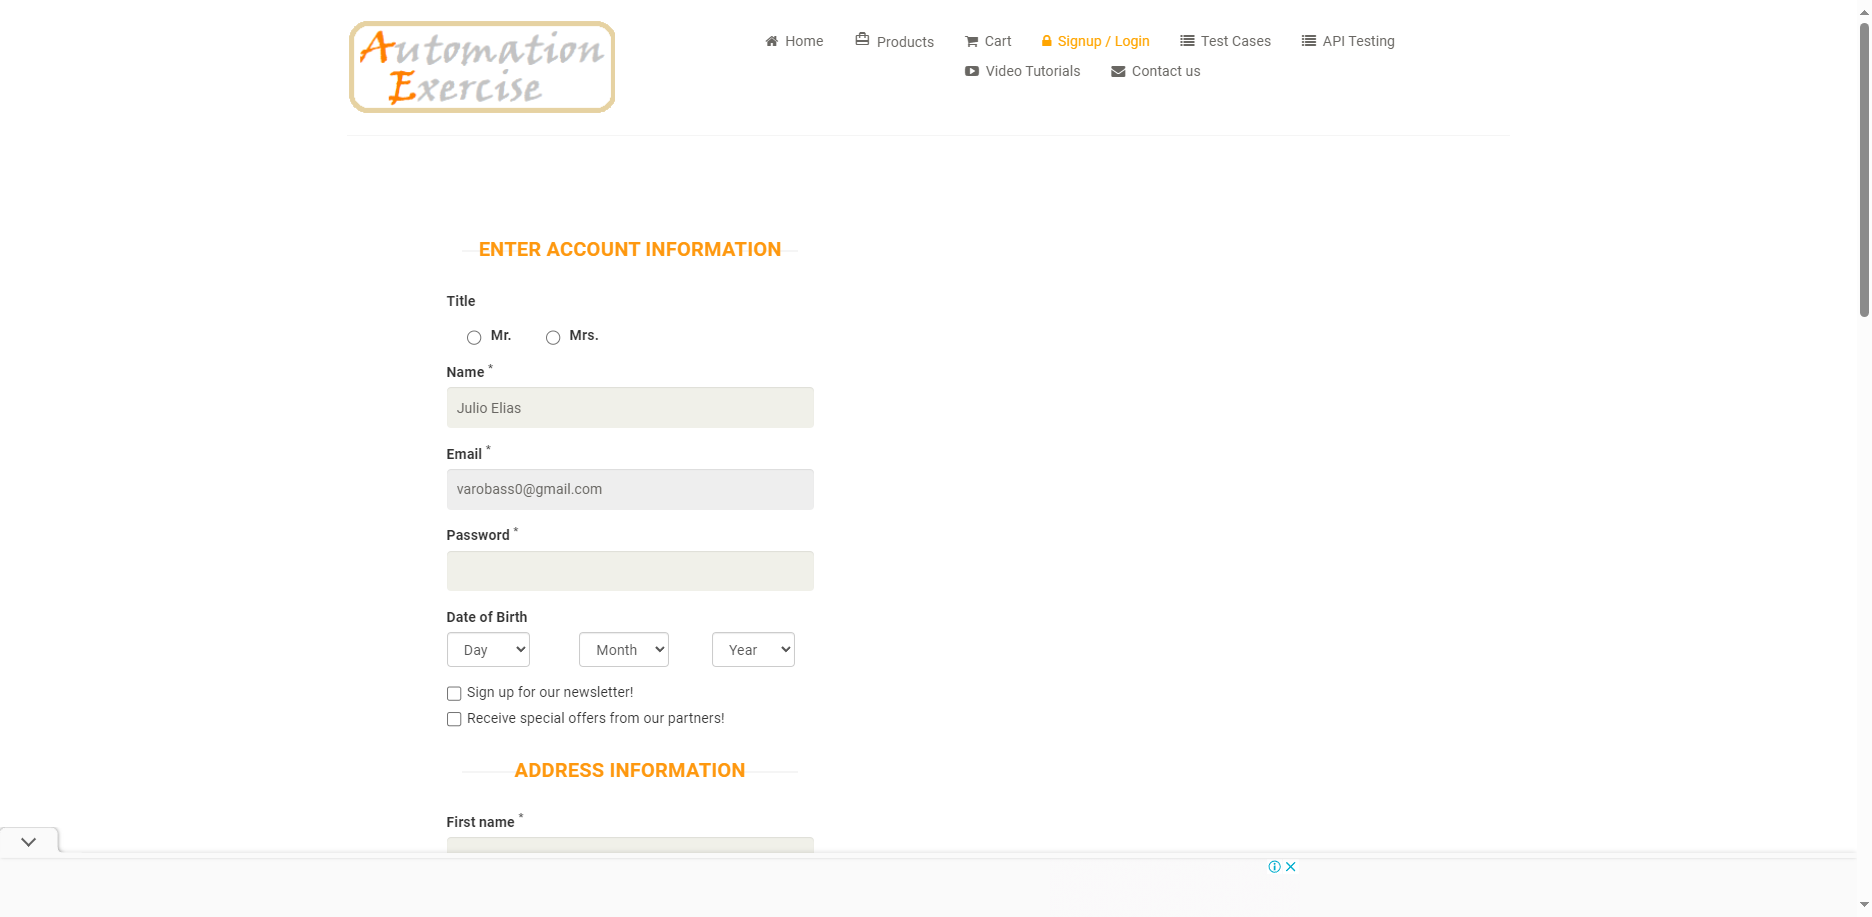 Automation
Exercise
Home Products Cart Signup / Login Test Cases API Testing
Video Tutorials Contact us
ENTER ACCOUNT INFORMATION
Title
Mr. Mrs.
Name *
Julio Elias
Email *
varobass0@gmail.com
Password *
Date of Birth
Day Month Year
Sign up for our newsletter!
Receive special offers from our partners!
ADDRESS INFORMATION
First name *